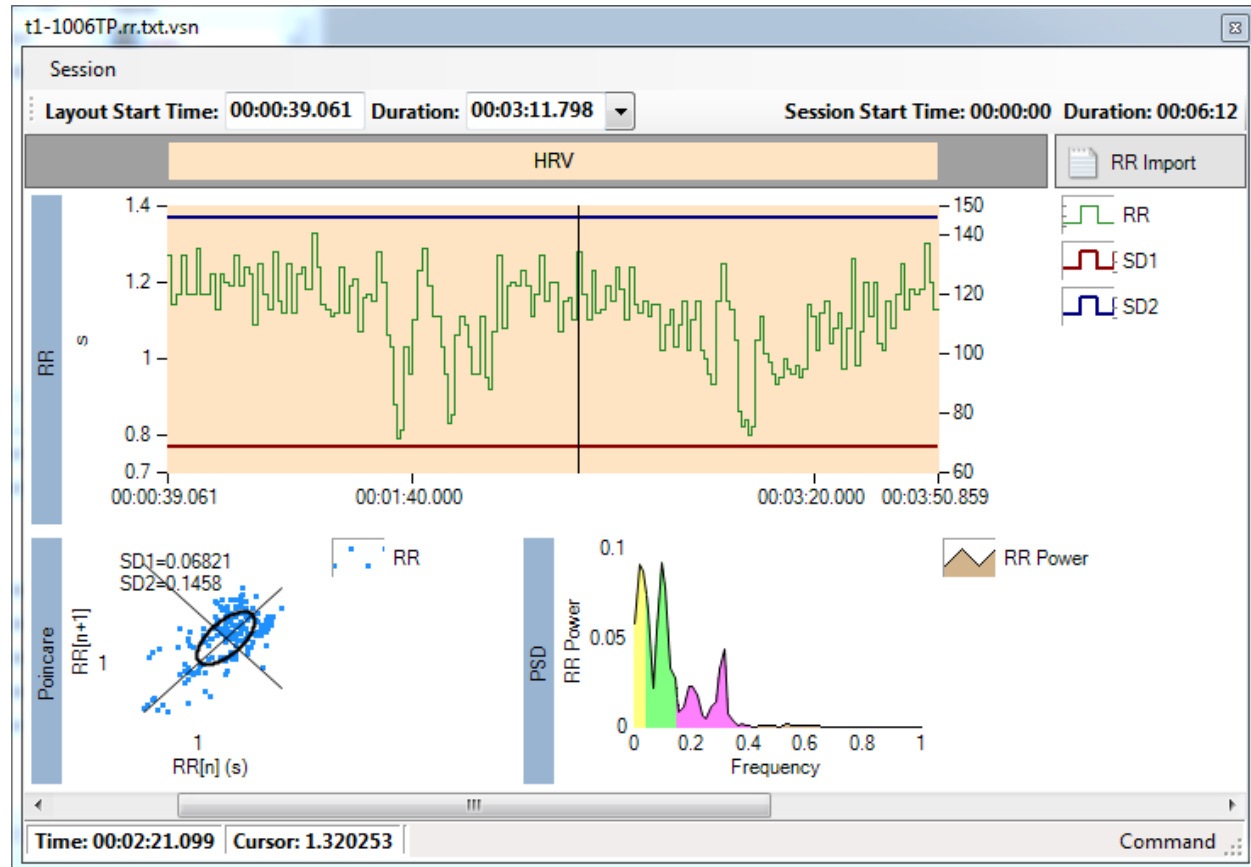 t1-1006TP.rr.txt.vsn
Session
Layout Start Time: 00:00:39.061 Duration: 00:03:11.798 Session Start Time: 00:00:00 Duration: 00:06:12
HRV
RR Import
RR
s
1.4
1.2
1
0.8
0.7
150
140
120
100
80
60
00:00:39.061 00:01:40.000 00:03:20.000 00:03:50.859
RR
SD1
SD2
Poincare
SD1=0.06821
SD2=0.1458
RR[n+1]
1
1
RR[n] (s)
RR
PSD
RR Power
0.1
0.05
0
0 0.2 0.4 0.6 0.8 1
Frequency
RR Power
Time: 00:02:21.099 Cursor: 1.320253 Command